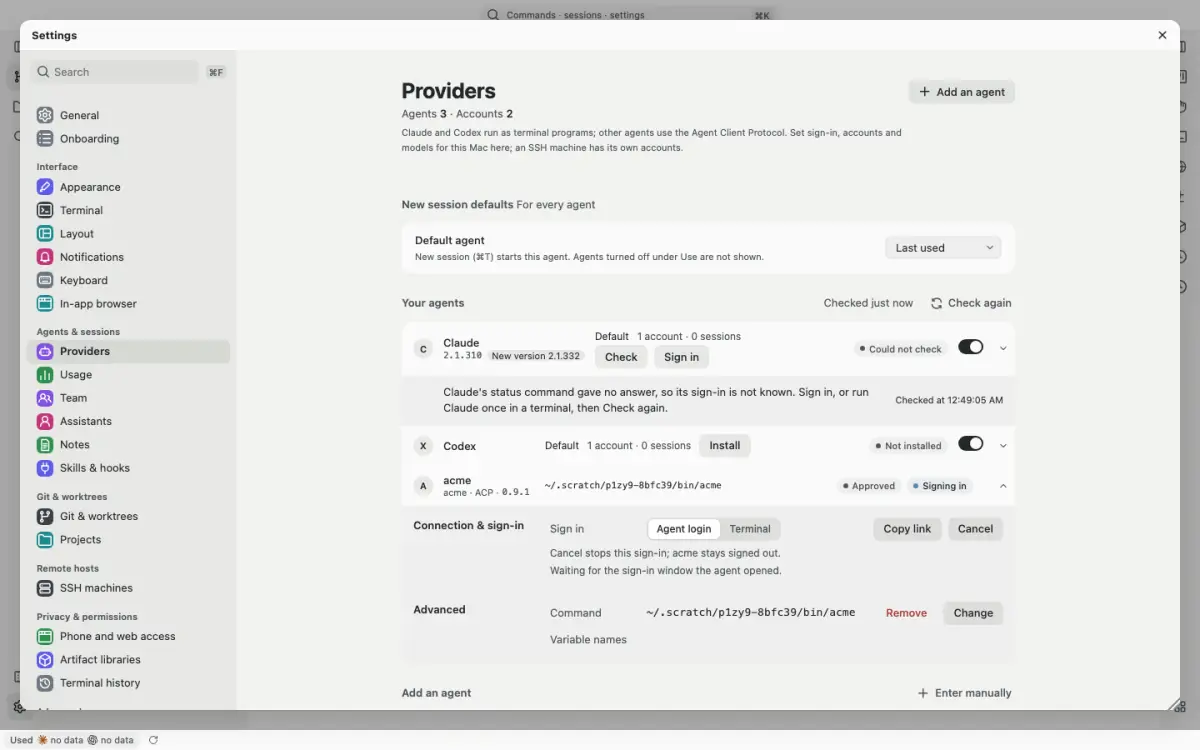 Commands · sessions · settings ⌘K
Settings
Search ⌘F
General
Onboarding
Interface
Appearance
Terminal
Layout
Notifications
Keyboard
In-app browser
Agents & sessions
Providers
Usage
Team
Assistants
Notes
Skills & hooks
Git & worktrees
Git & worktrees
Projects
Remote hosts
SSH machines
Privacy & permissions
Phone and web access
Artifact libraries
Terminal history
Providers
Add an agent
Agents 3 · Accounts 2
Claude and Codex run as terminal programs; other agents use the Agent Client Protocol. Set sign-in, accounts and
models for this Mac here; an SSH machine has its own accounts.
New session defaults For every agent
Default agent
New session (⌘T) starts this agent. Agents turned off under Use are not shown.
Last used
Your agents
Checked just now
Check again
C
Claude
2.1.310 New version 2.1.332
Default 1 account · 0 sessions
Check Sign in
Could not check
Claude's status command gave no answer, so its sign-in is not known. Sign in, or run
Claude once in a terminal, then Check again.
Checked at 12:49:05 AM
X
Codex
Default 1 account · 0 sessions
Install
Not installed
A
acme
acme · ACP · 0.9.1
~/.scratch/p1zy9-8bfc39/bin/acme
Approved
Signing in
Connection & sign-in
Sign in
Agent login Terminal
Copy link Cancel
Cancel stops this sign-in; acme stays signed out.
Waiting for the sign-in window the agent opened.
Advanced
Command ~/.scratch/p1zy9-8bfc39/bin/acme
Remove Change
Variable names
Add an agent
Enter manually
Used no data no data